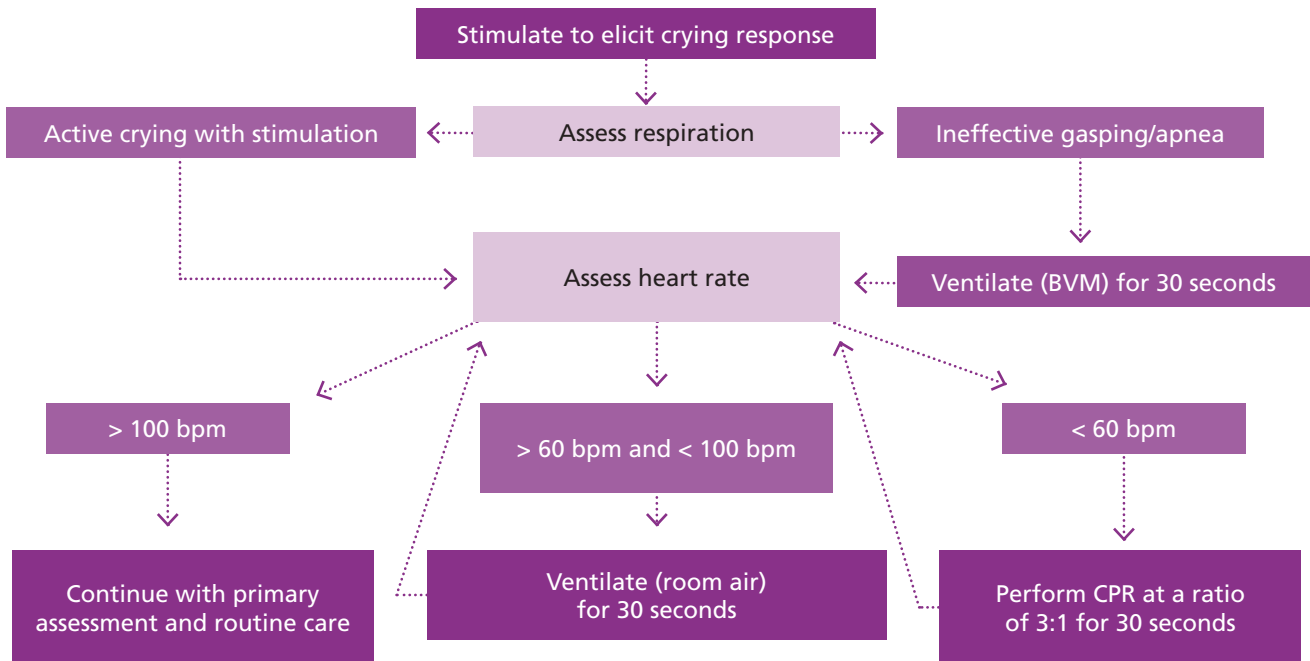 Stimulate to elicit crying response
Active crying with stimulation
Assess respiration
Ineffective gasping/apnea
Assess heart rate
Ventilate (BVM) for 30 seconds
> 100 bpm
> 60 bpm and < 100 bpm
< 60 bpm
Continue with primary
assessment and routine care
Ventilate (room air)
for 30 seconds
Perform CPR at a ratio
of 3:1 for 30 seconds